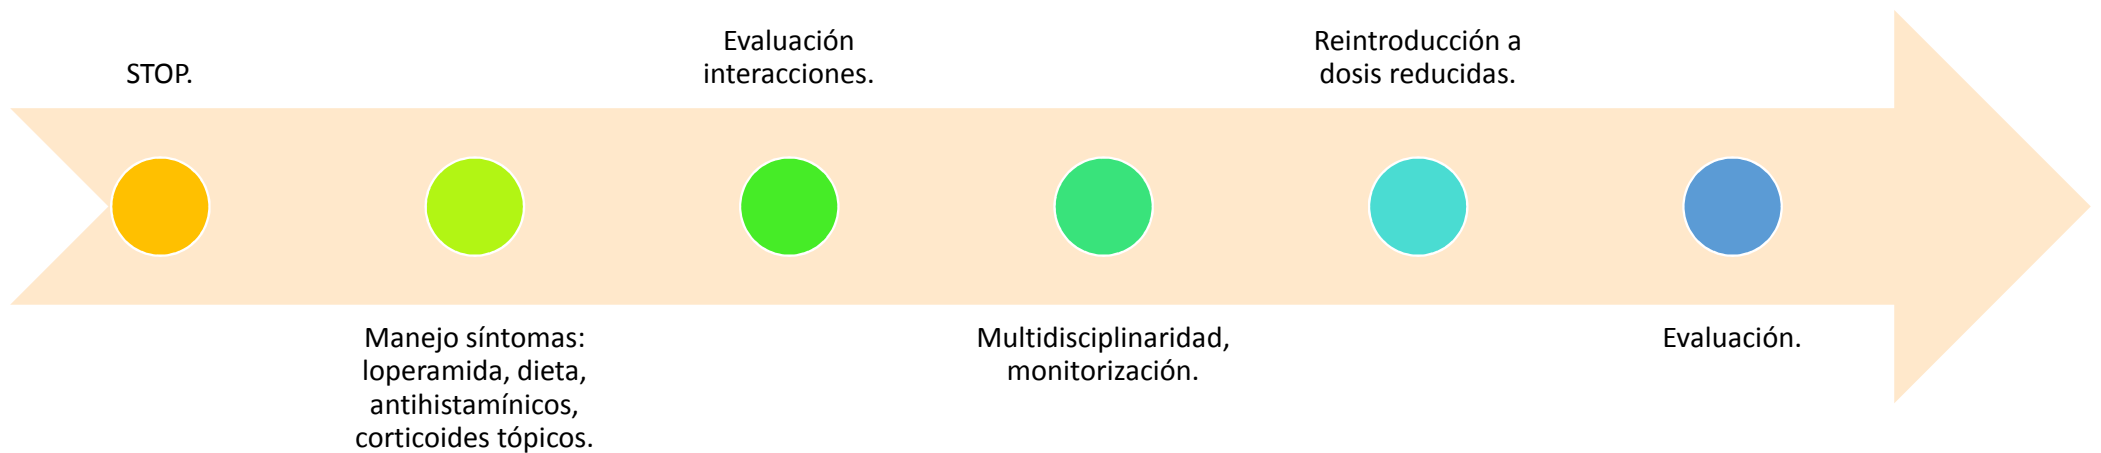 STOP.
Manejo síntomas:
loperamida, dieta,
antihistamínicos,
corticoides tópicos.
Evaluación
interacciones.
Multidisciplinaridad,
monitorización.
Reintroducción a
dosis reducidas.
Evaluación.